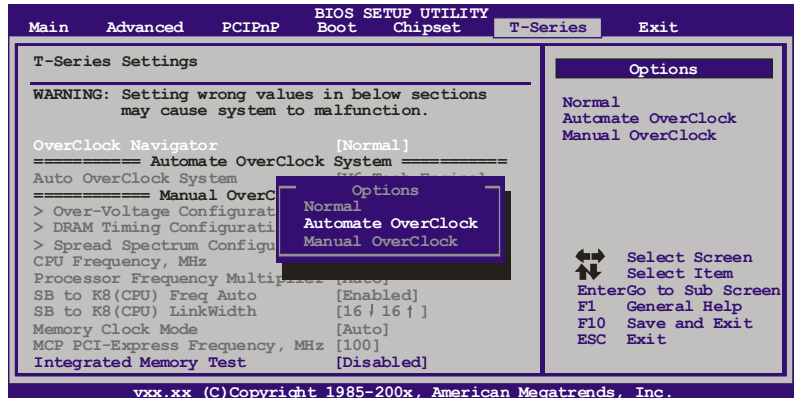 BIOS SETUP UTILITY
Main Advanced PCIPnP Boot Chipset T-Series Exit
T-Series Settings
WARNING: Setting wrong values in below sections
may cause system to malfunction.
OverClock Navigator [Normal]
=========== Automate OverClock System ===========
Auto OverClock System
============ Manual OverC
> Over-Voltage Configurat
> DRAM Timing Configurati
> Spread Spectrum Configu
CPU Frequency, MHz
Processor Frequency Multiplier [Auto]
SB to K8(CPU) Freq Auto [Enabled]
SB to K8(CPU) LinkWidth [16 ↓ 16 ↑ ]
Memory Clock Mode [Auto]
MCP PCI-Express Frequency, MHz [100]
Integrated Memory Test [Disabled]
Options
Normal
Automate OverClock
Manual OverClock
Options
Normal
Automate OverClock
Manual OverClock
Select Screen
Select Item
EnterGo to Sub Screen
F1 General Help
F10 Save and Exit
ESC Exit
vxx.xx (C)Copyright 1985-200x, American Megatrends, Inc.